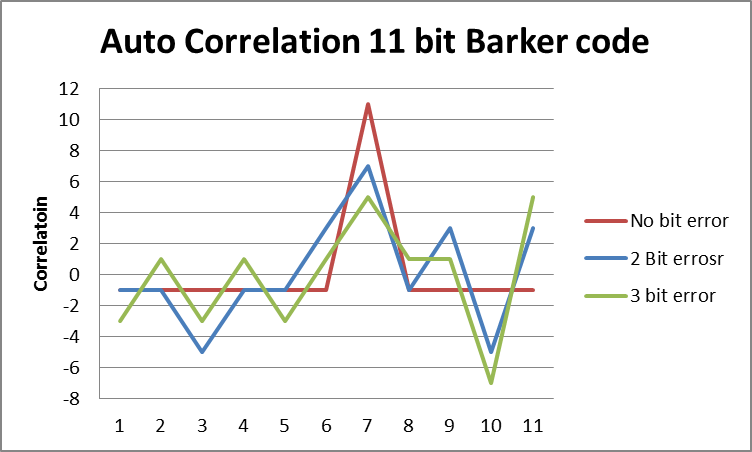 Auto Correlation 11 bit Barker code
12
10
8
6
4
2
0
-2
-4
-6
-8
Correlatoin
1 2 3 4 5 6 7 8 9 10 11
No bit error
2 Bit errosr
3 bit error